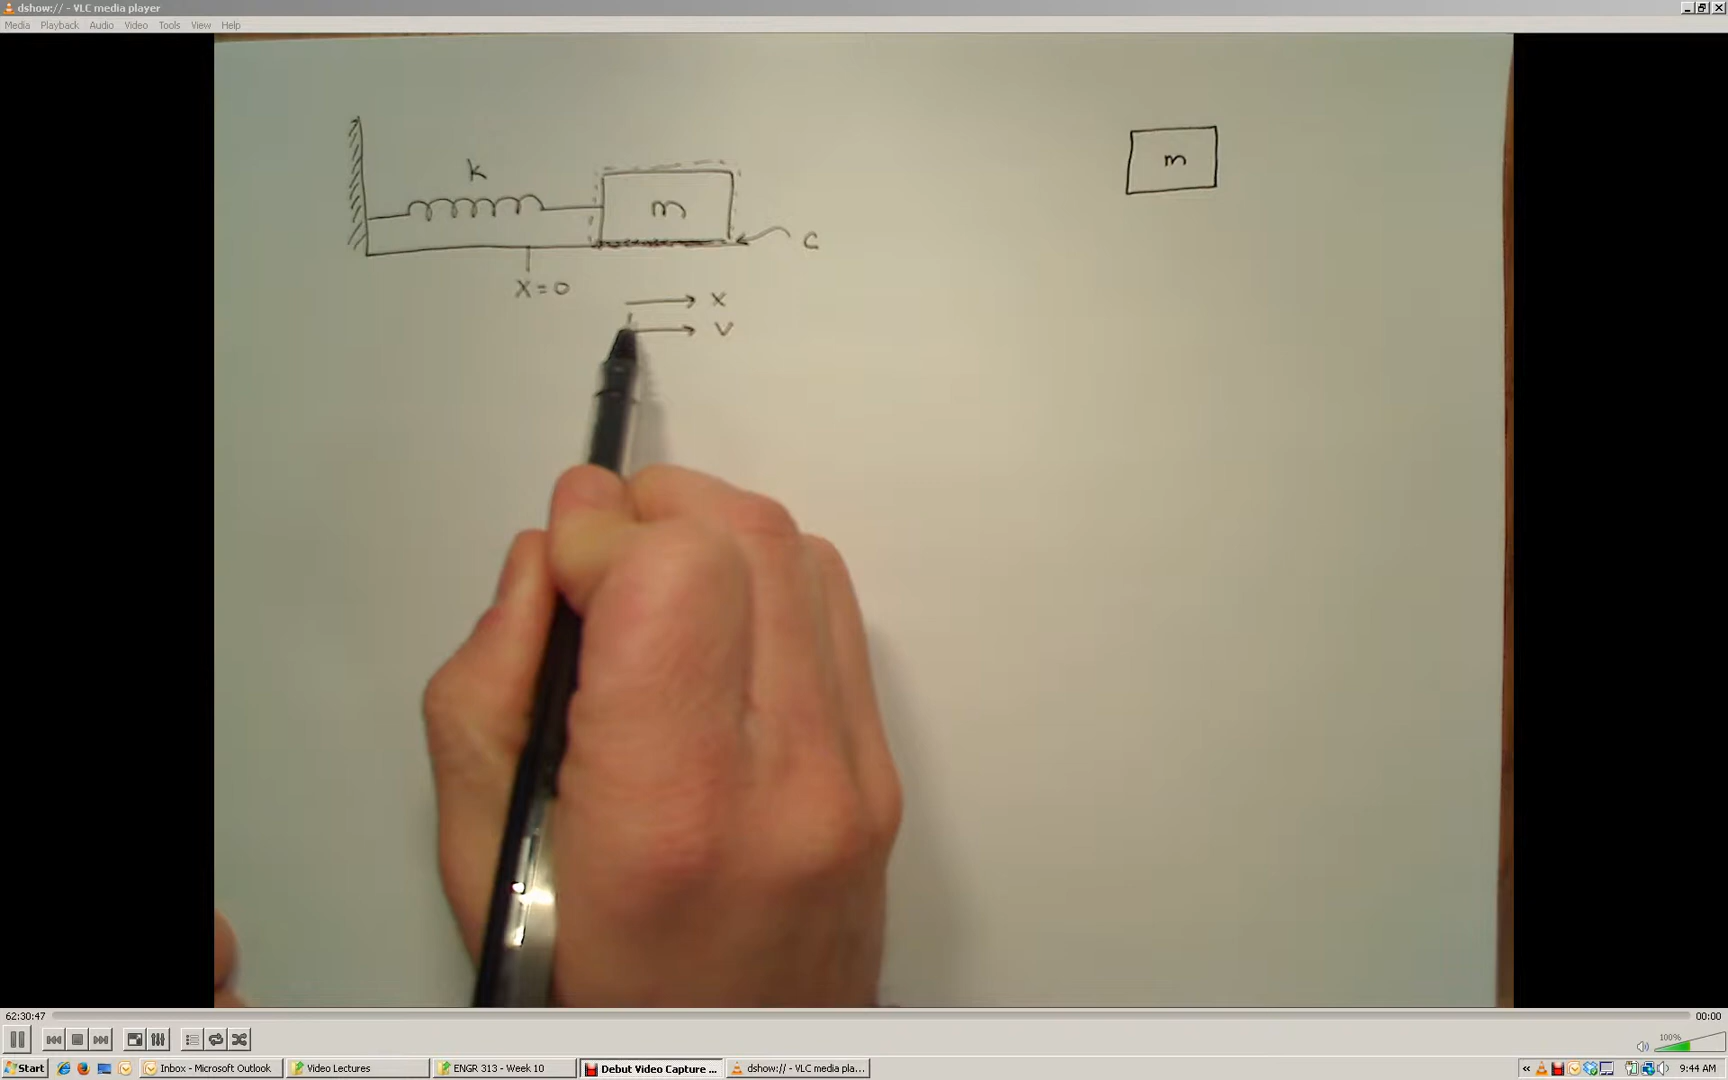 dshow:// - VLC media player
Media Playback Audio Video Tools View Help
k
m
m
c
X=0
X
V
62:30:47
00:00
100%
Start
Inbox - Microsoft Outlook
Video Lectures
ENGR 313 - Week 10
Debut Video Capture ...
dshow:// - VLC media pla...
«
9:44 AM